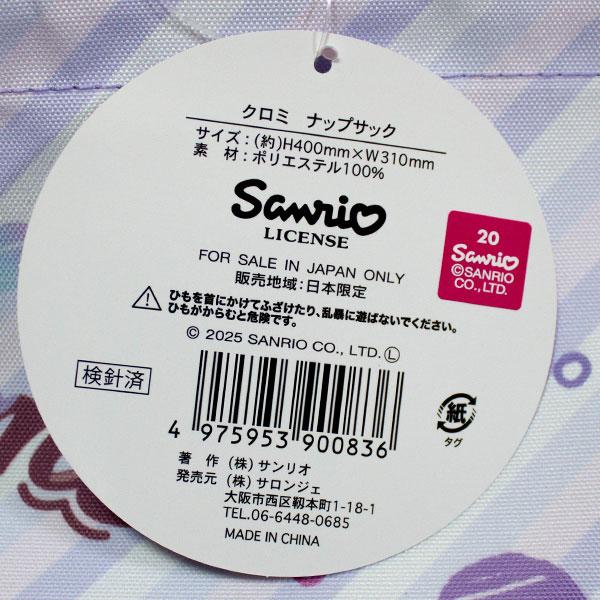 クロミ ナップサック
サイズ:(約)H400mm×W310mm
素 材:ポリエステル100%
Sanrio
LICENSE
FOR SALE IN JAPAN ONLY
販売地域:日本限定
20
Sanrio
©SANRIO
CO.,LTD.
ひもを首にかけてふざけたり、乱暴に遊ばないでください。
ひもがからむと危険です。
© 2025 SANRIO CO., LTD. Ⓛ
検針済
4 975953 900836
紙
タグ
著 作 (株) サンリオ
発売元 (株) サロンジェ
大阪市西区靱本町1-18-1
TEL.06-6448-0685
MADE IN CHINA